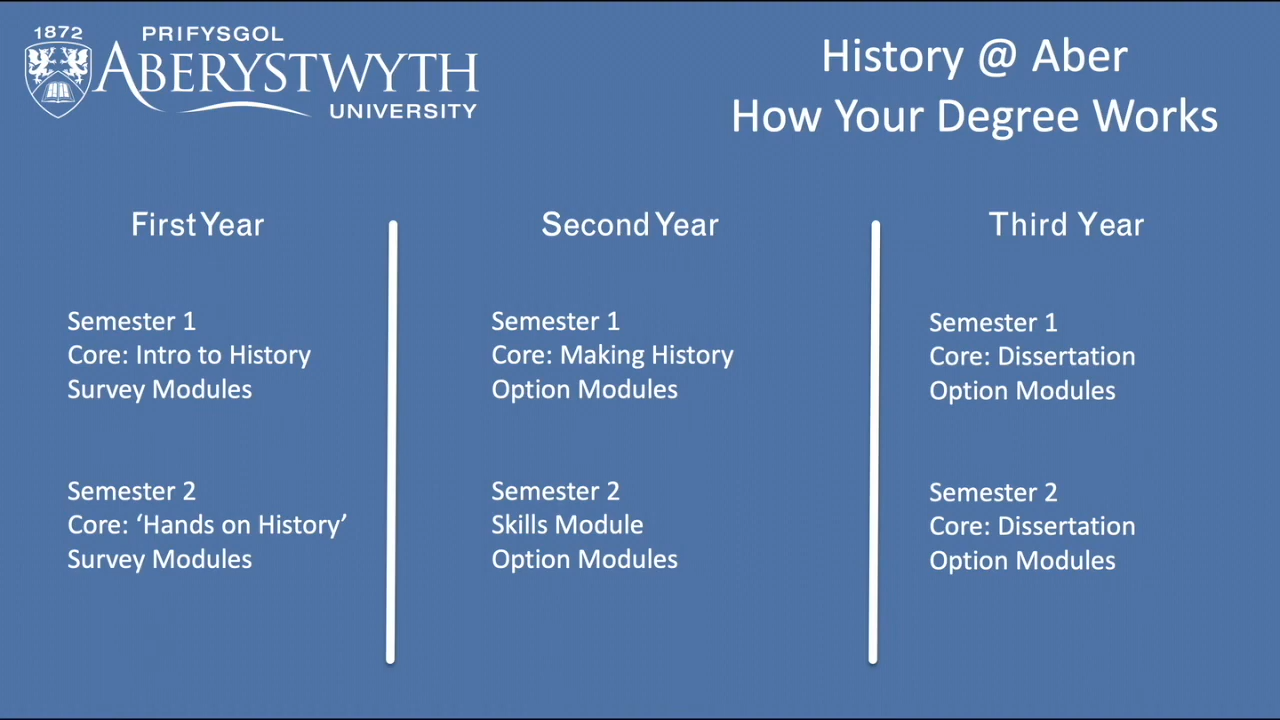 1872
PRIFYSGOL
ABERYSTWYTH
UNIVERSITY
History @ Aber
How Your Degree Works
First Year
Semester 1
Core: Intro to History
Survey Modules
Semester 2
Core: ‘Hands on History’
Survey Modules
Second Year
Semester 1
Core: Making History
Option Modules
Semester 2
Skills Module
Option Modules
Third Year
Semester 1
Core: Dissertation
Option Modules
Semester 2
Core: Dissertation
Option Modules